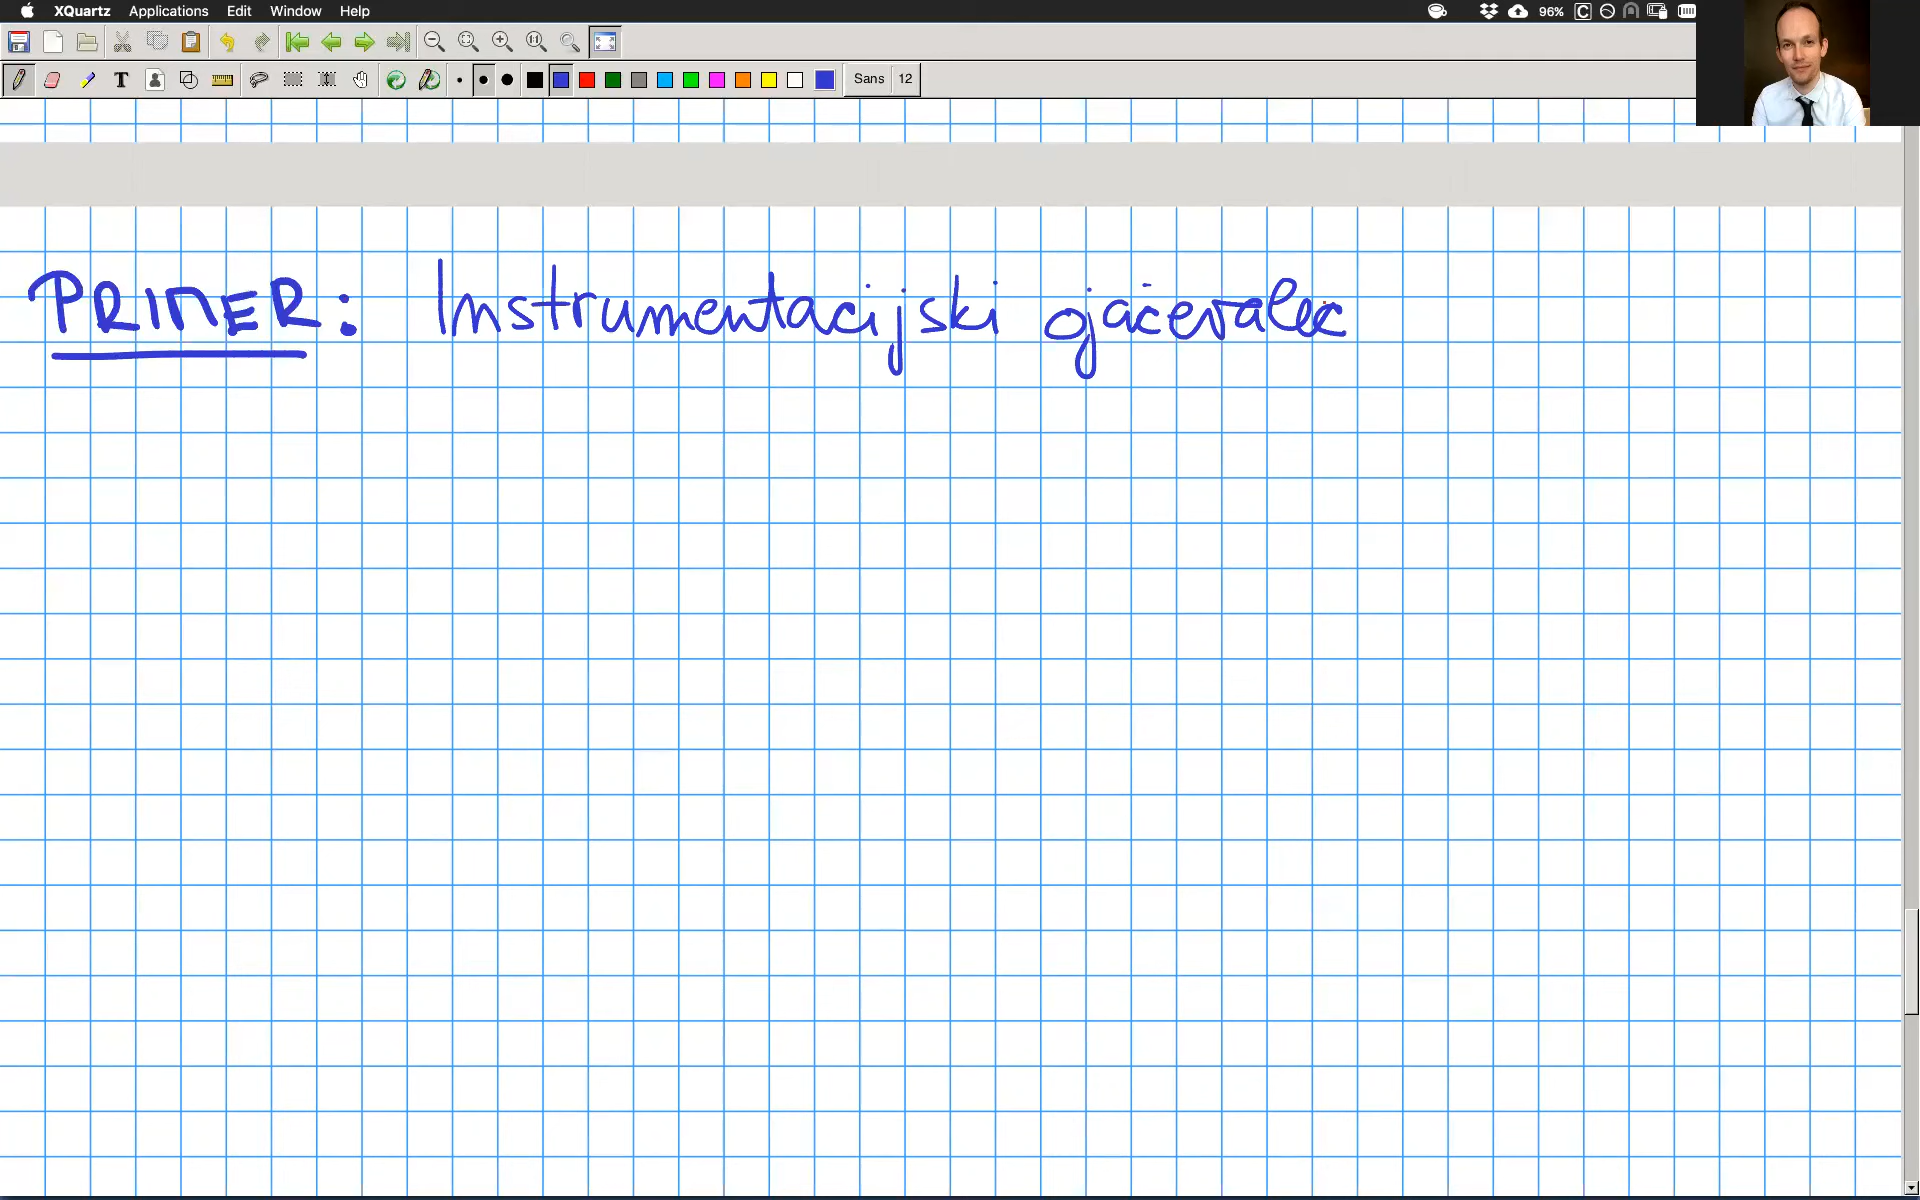 XQuartz Applications Edit Window Help 96%
Sans 12
PRIMER: Instrumentacijski ojačevalec